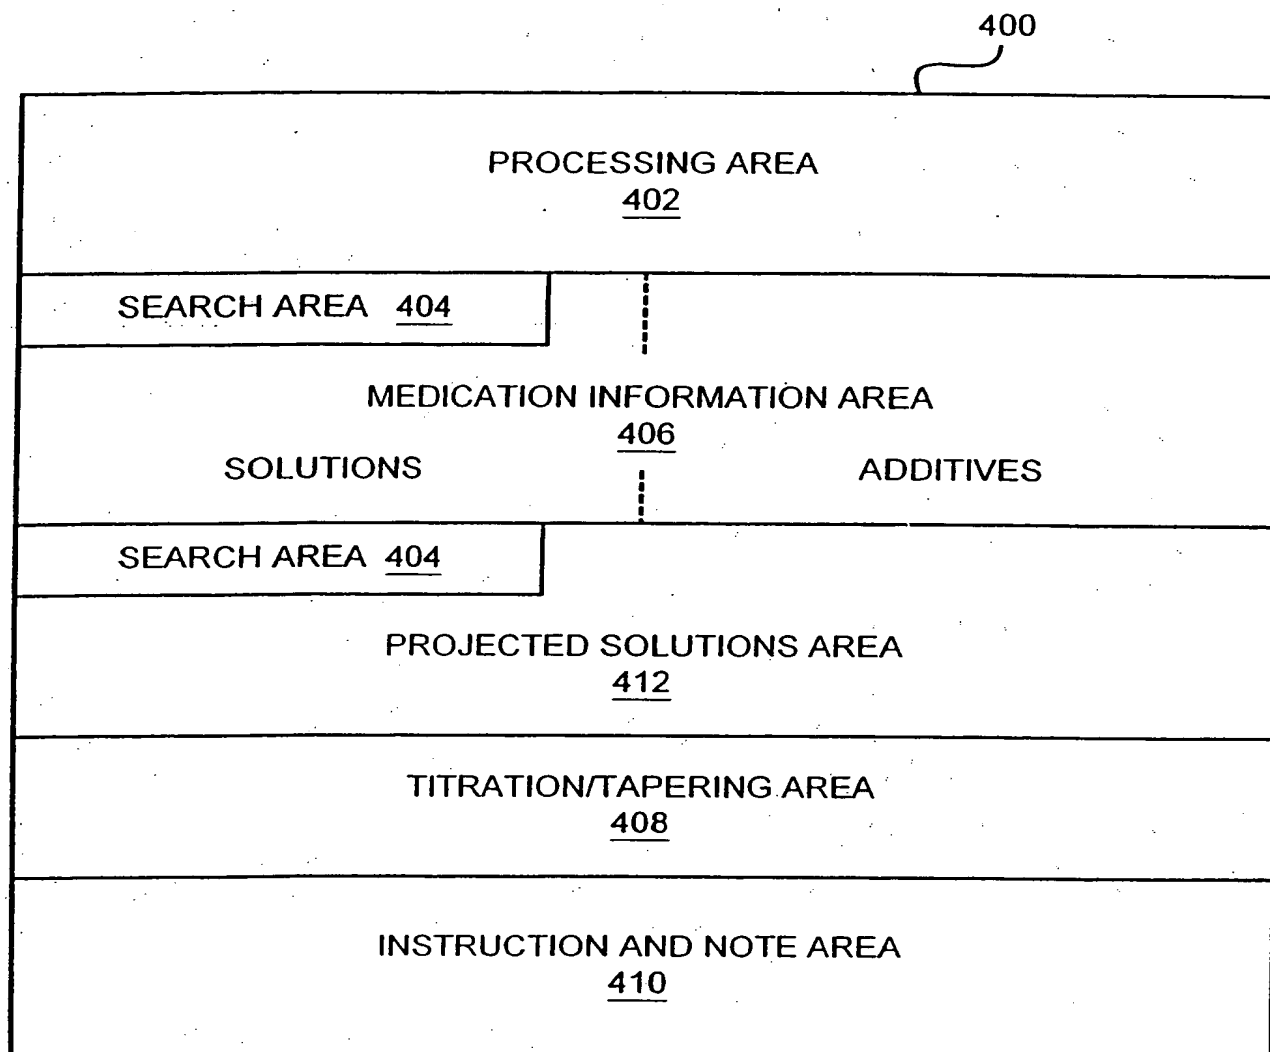 400
PROCESSING AREA
402
SEARCH AREA 404
MEDICATION INFORMATION AREA
406
SOLUTIONS ADDITIVES
SEARCH AREA 404
PROJECTED SOLUTIONS AREA
412
TITRATION/TAPERING AREA
408
INSTRUCTION AND NOTE AREA
410